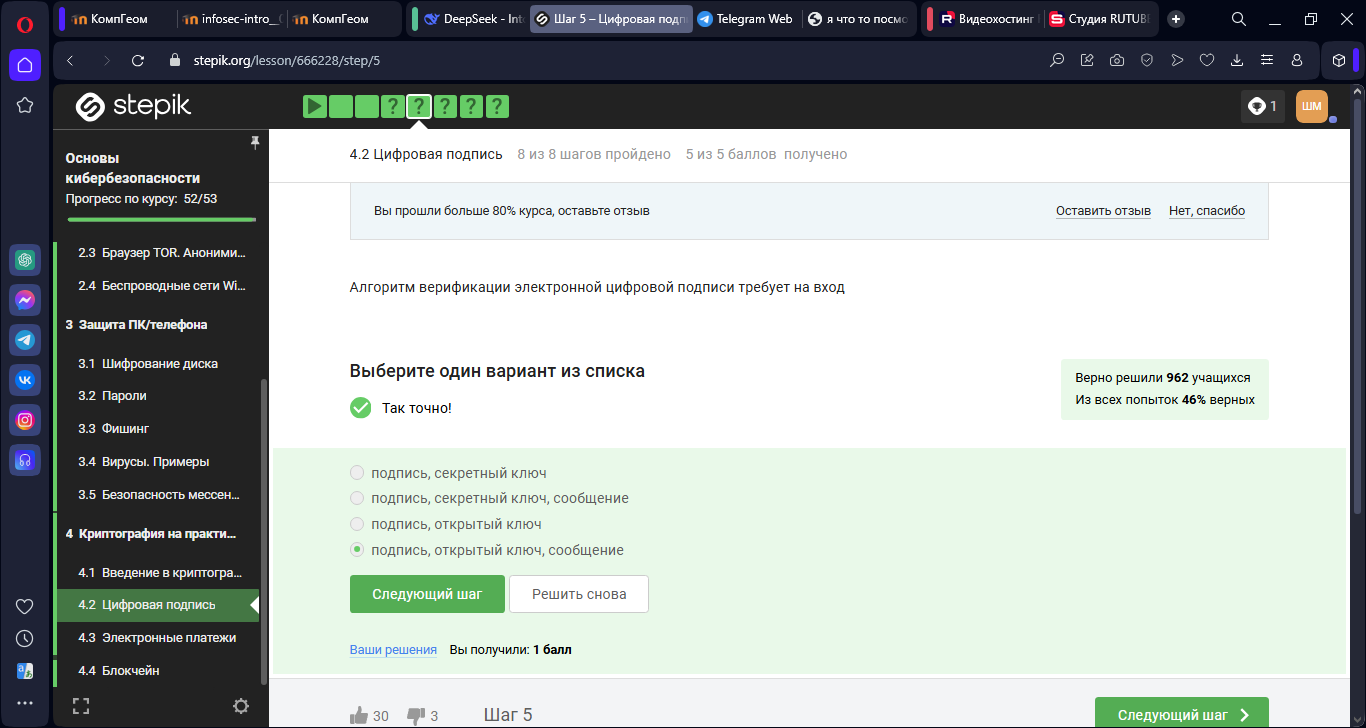 КомпГеом
infosec-intro__
КомпГеом
DeepSeek - Int
Шаг 5 – Цифровая подп
Telegram Web
я что то посмо
Видеохостинг
Студия RUTUBE
stepik.org/lesson/666228/step/5
stepik
1
ШМ
Основы
кибербезопасности
Прогресс по курсу: 52/53
2.3 Браузер TOR. Аноними...
2.4 Беспроводные сети Wi...
3 Защита ПК/телефона
3.1 Шифрование диска
3.2 Пароли
3.3 Фишинг
3.4 Вирусы. Примеры
3.5 Безопасность мессен...
4 Криптография на практи...
4.1 Введение в криптогра...
4.2 Цифровая подпись
4.3 Электронные платежи
4.4 Блокчейн
4.2 Цифровая подпись 8 из 8 шагов пройдено 5 из 5 баллов получено
Вы прошли больше 80% курса, оставьте отзыв
Оставить отзыв Нет, спасибо
Алгоритм верификации электронной цифровой подписи требует на вход
Выберите один вариант из списка
Так точно!
Верно решили 962 учащихся
Из всех попыток 46% верных
подпись, секретный ключ
подпись, секретный ключ, сообщение
подпись, открытый ключ
подпись, открытый ключ, сообщение
Следующий шаг
Решить снова
Ваши решения Вы получили: 1 балл
30 3 Шаг 5
Следующий шаг